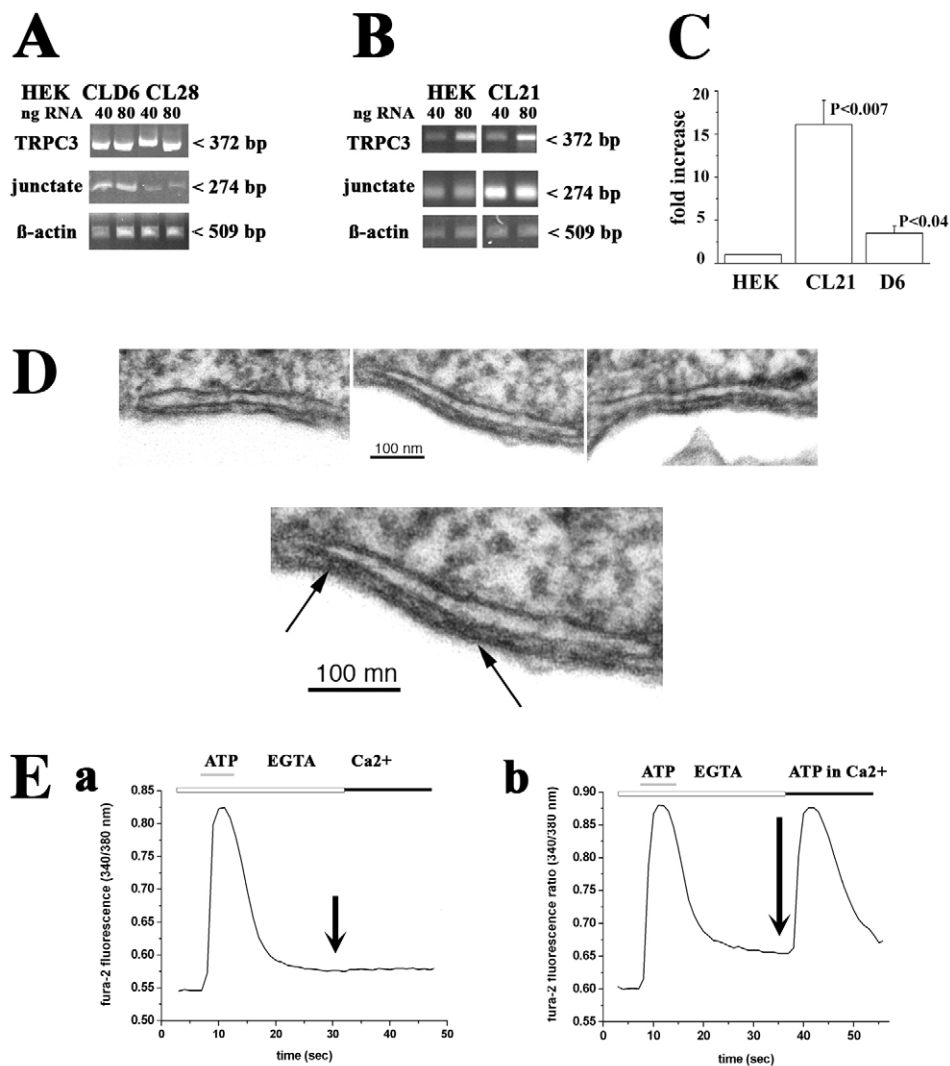 A
HEK CLD6 CL28
ng RNA 40 80 40 80
TRPC3 < 372 bp
junctate < 274 bp
ß-actin < 509 bp
B
HEK CL21
ng RNA 40 80 40 80
TRPC3 < 372 bp
junctate < 274 bp
ß-actin < 509 bp
C
fold increase
20
15
10
5
0
P<0.007
P<0.04
HEK CL21 D6
D
100 nm
100 mn
E a
ATP EGTA Ca2+
fura-2 fluorescence (340/380 nm)
0.85
0.80
0.75
0.70
0.65
0.60
0.55
0.50
0 10 20 30 40 50
time (sec)
b
ATP EGTA ATP in Ca2+
fura-2 fluorescence ratio (340/380 nm)
0.90
0.85
0.80
0.75
0.70
0.65
0.60
0.55
0 10 20 30 40 50
time (sec)